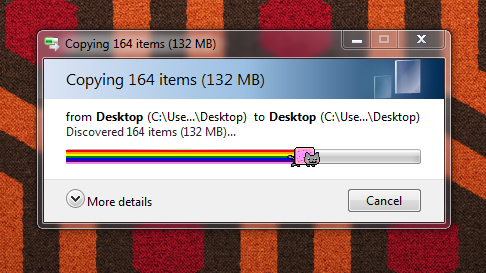 Copying 164 items (132 MB)
Copying 164 items (132 MB)
from Desktop (C:\Use...\Desktop) to Desktop (C:\Use...\Desktop)
Discovered 164 items (132 MB)...
More details
Cancel